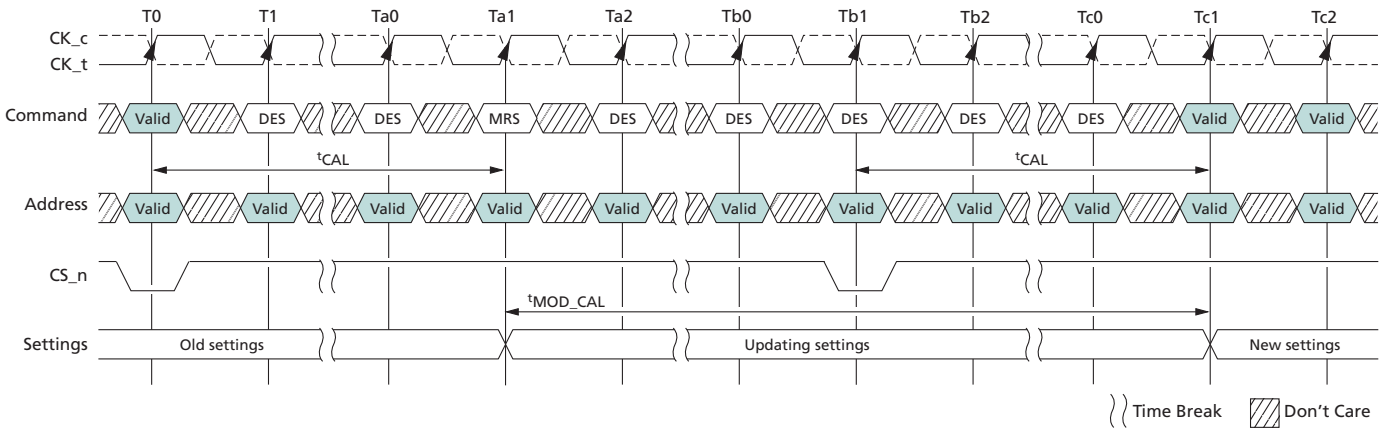 T0 T1 Ta0 Ta1 Ta2 Tb0 Tb1 Tb2 Tc0 Tc1 Tc2
CK_c
CK_t
Command Valid DES DES MRS DES DES DES DES DES Valid Valid
tCAL tCAL
Address Valid Valid Valid Valid Valid Valid Valid Valid Valid Valid Valid
CS_n
tMOD_CAL
Settings Old settings Updating settings New settings
Time Break Don't Care